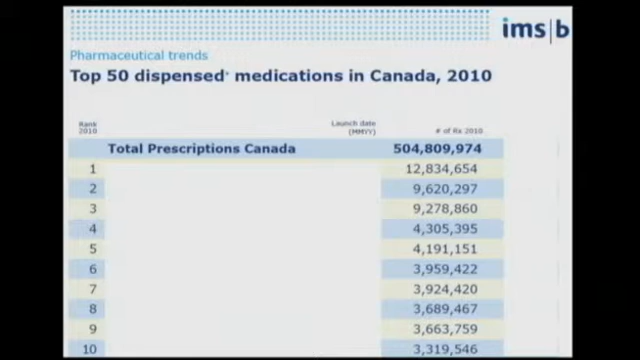 ims|b
Pharmaceutical trends
Top 50 dispensed* medications in Canada, 2010
Rank 2010
Launch date (MMYY)
# of Rx 2010
Total Prescriptions Canada 504,809,974
1 12,834,654
2 9,620,297
3 9,278,860
4 4,305,395
5 4,191,151
6 3,959,422
7 3,924,420
8 3,689,467
9 3,663,759
10 3,319,546